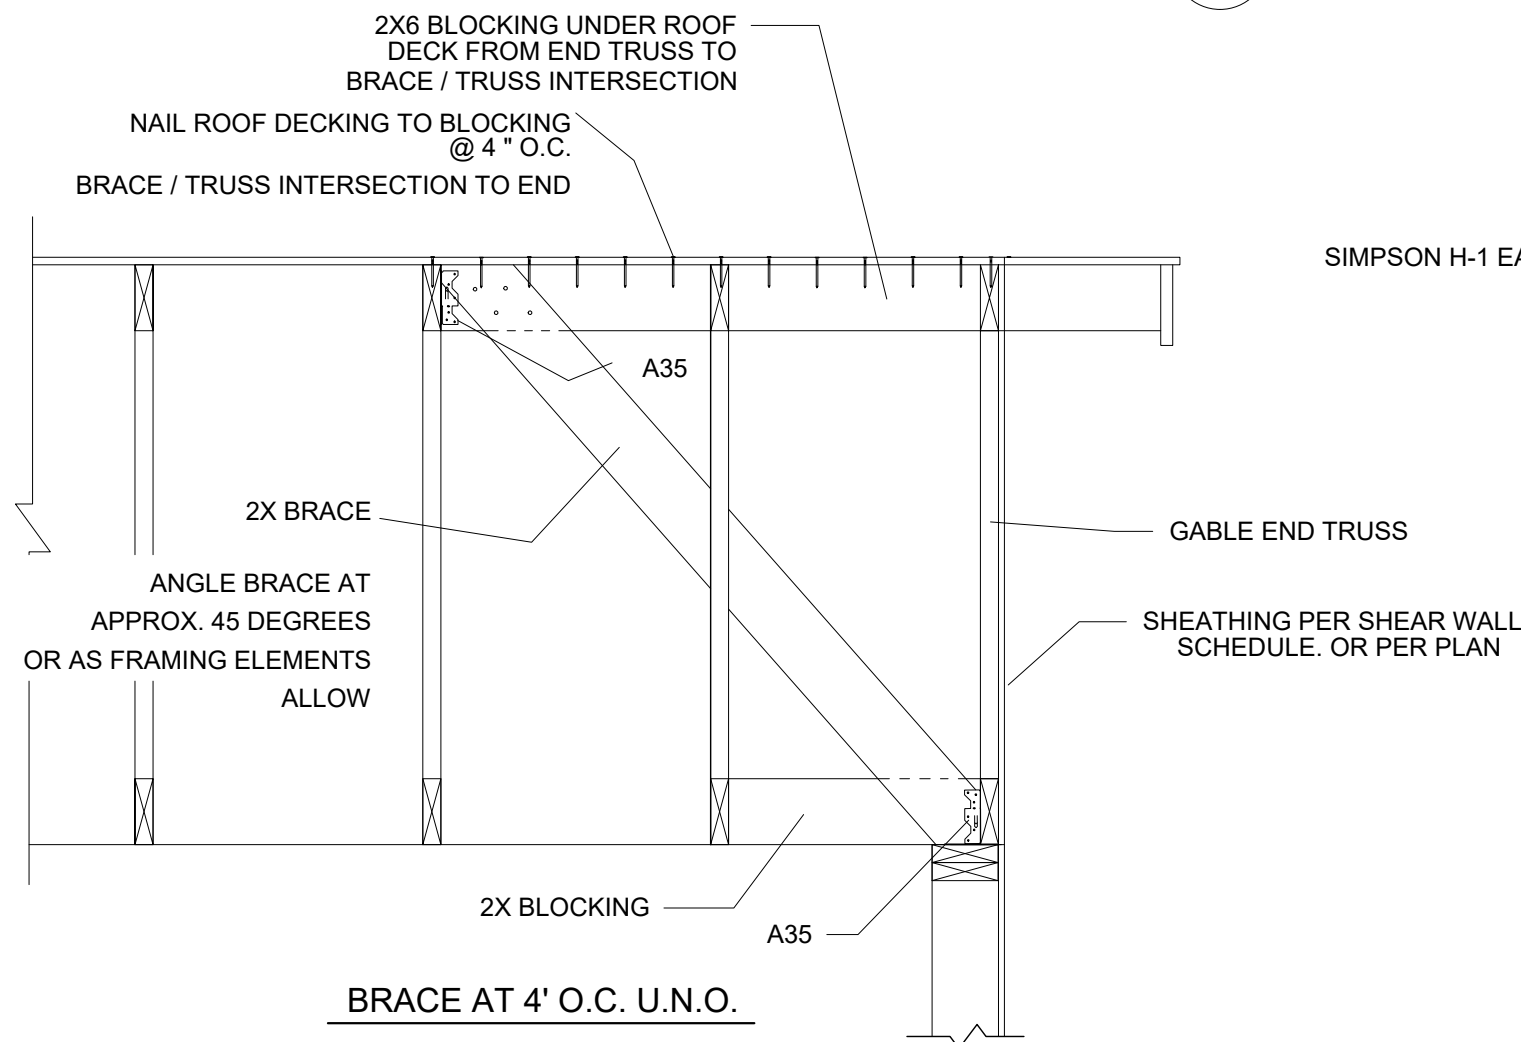 2X6 BLOCKING UNDER ROOF
DECK FROM END TRUSS TO
BRACE / TRUSS INTERSECTION
NAIL ROOF DECKING TO BLOCKING
@ 4 " O.C.
BRACE / TRUSS INTERSECTION TO END
SIMPSON H-1
A35
2X BRACE
ANGLE BRACE AT
APPROX. 45 DEGREES
OR AS FRAMING ELEMENTS
ALLOW
GABLE END TRUSS
SHEATHING PER SHEAR WALL
SCHEDULE. OR PER PLAN
2X BLOCKING
A35
BRACE AT 4' O.C. U.N.O.